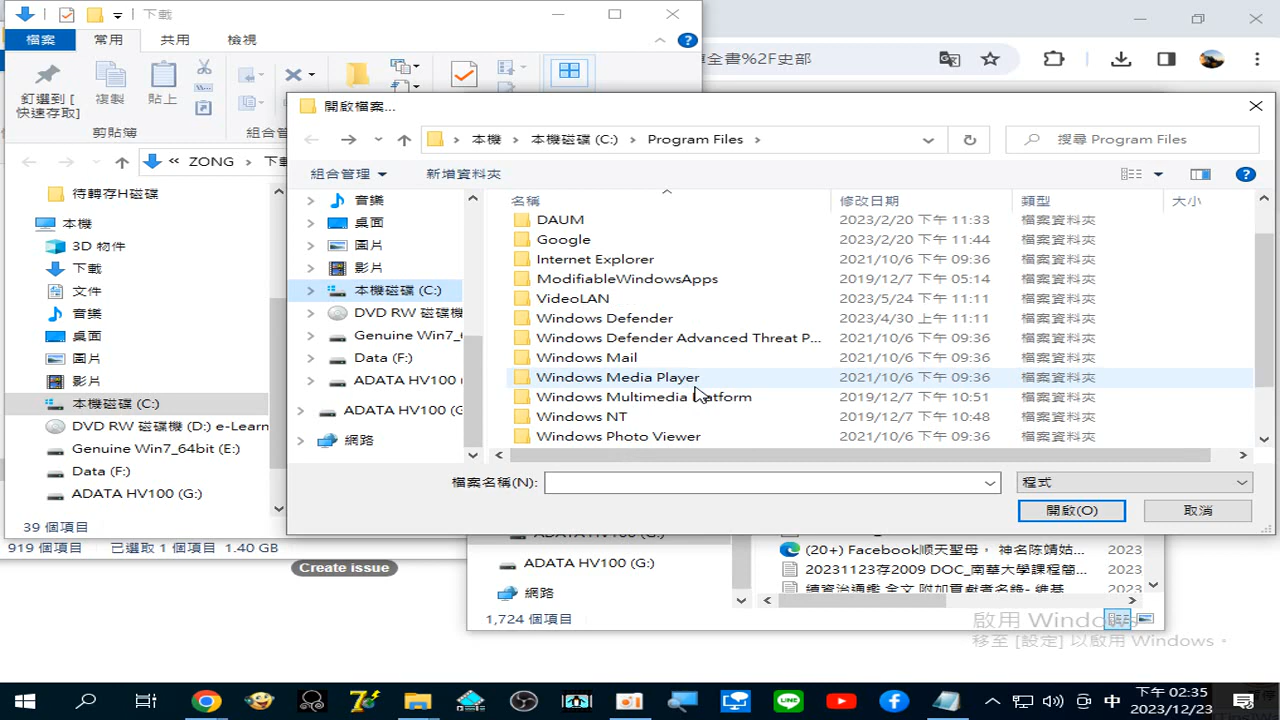 下載
檔案
常用
共用
檢視
釘選到 [
快速存取]
複製
貼上
剪貼簿
組合管
ZONG
下載
待轉存H磁碟
本機
3D 物件
下載
文件
音樂
桌面
圖片
影片
本機磁碟 (C:)
DVD RW 磁碟機 (D:) e-Learn
Genuine Win7_64bit (E:)
Data (F:)
ADATA HV100 (G:)
39 個項目
919 個項目
已選取 1 個項目 1.40 GB
Create issue
全書%2F史部
開啟檔案...
本機
本機磁碟 (C:)
Program Files
搜尋 Program Files
組合管理
新增資料夾
音樂
桌面
圖片
影片
本機磁碟 (C:)
DVD RW 磁碟機
Genuine Win7_6
Data (F:)
ADATA HV100 (
ADATA HV100 (G
網路
名稱 修改日期 類型 大小
DAUM 2023/2/20 下午 11:33 檔案資料夾
Google 2023/2/20 下午 11:44 檔案資料夾
Internet Explorer 2021/10/6 下午 09:36 檔案資料夾
ModifiableWindowsApps 2019/12/7 下午 05:14 檔案資料夾
VideoLAN 2023/5/24 下午 11:11 檔案資料夾
Windows Defender 2023/4/30 上午 11:11 檔案資料夾
Windows Defender Advanced Threat P... 2021/10/6 下午 09:36 檔案資料夾
Windows Mail 2021/10/6 下午 09:36 檔案資料夾
Windows Media Player 2021/10/6 下午 09:36 檔案資料夾
Windows Multimedia Platform 2019/12/7 下午 10:51 檔案資料夾
Windows NT 2019/12/7 下午 10:48 檔案資料夾
Windows Photo Viewer 2021/10/6 下午 09:36 檔案資料夾
檔案名稱(N):
程式
開啟(O)
取消
ADATA HV100 (G:)
ADATA HV100 (G:)
網路
1,724 個項目
(20+) Facebook順天聖母， 神名陈靖姑... 2023
20231123存2009 DOC_南華大學課程簡... 2023
續資治通鑑 全文 附加貢獻者名錄- 維基 2023
啟用 Windows
移至 [設定] 以啟用 Windows。
中
下午 02:35
2023/12/23